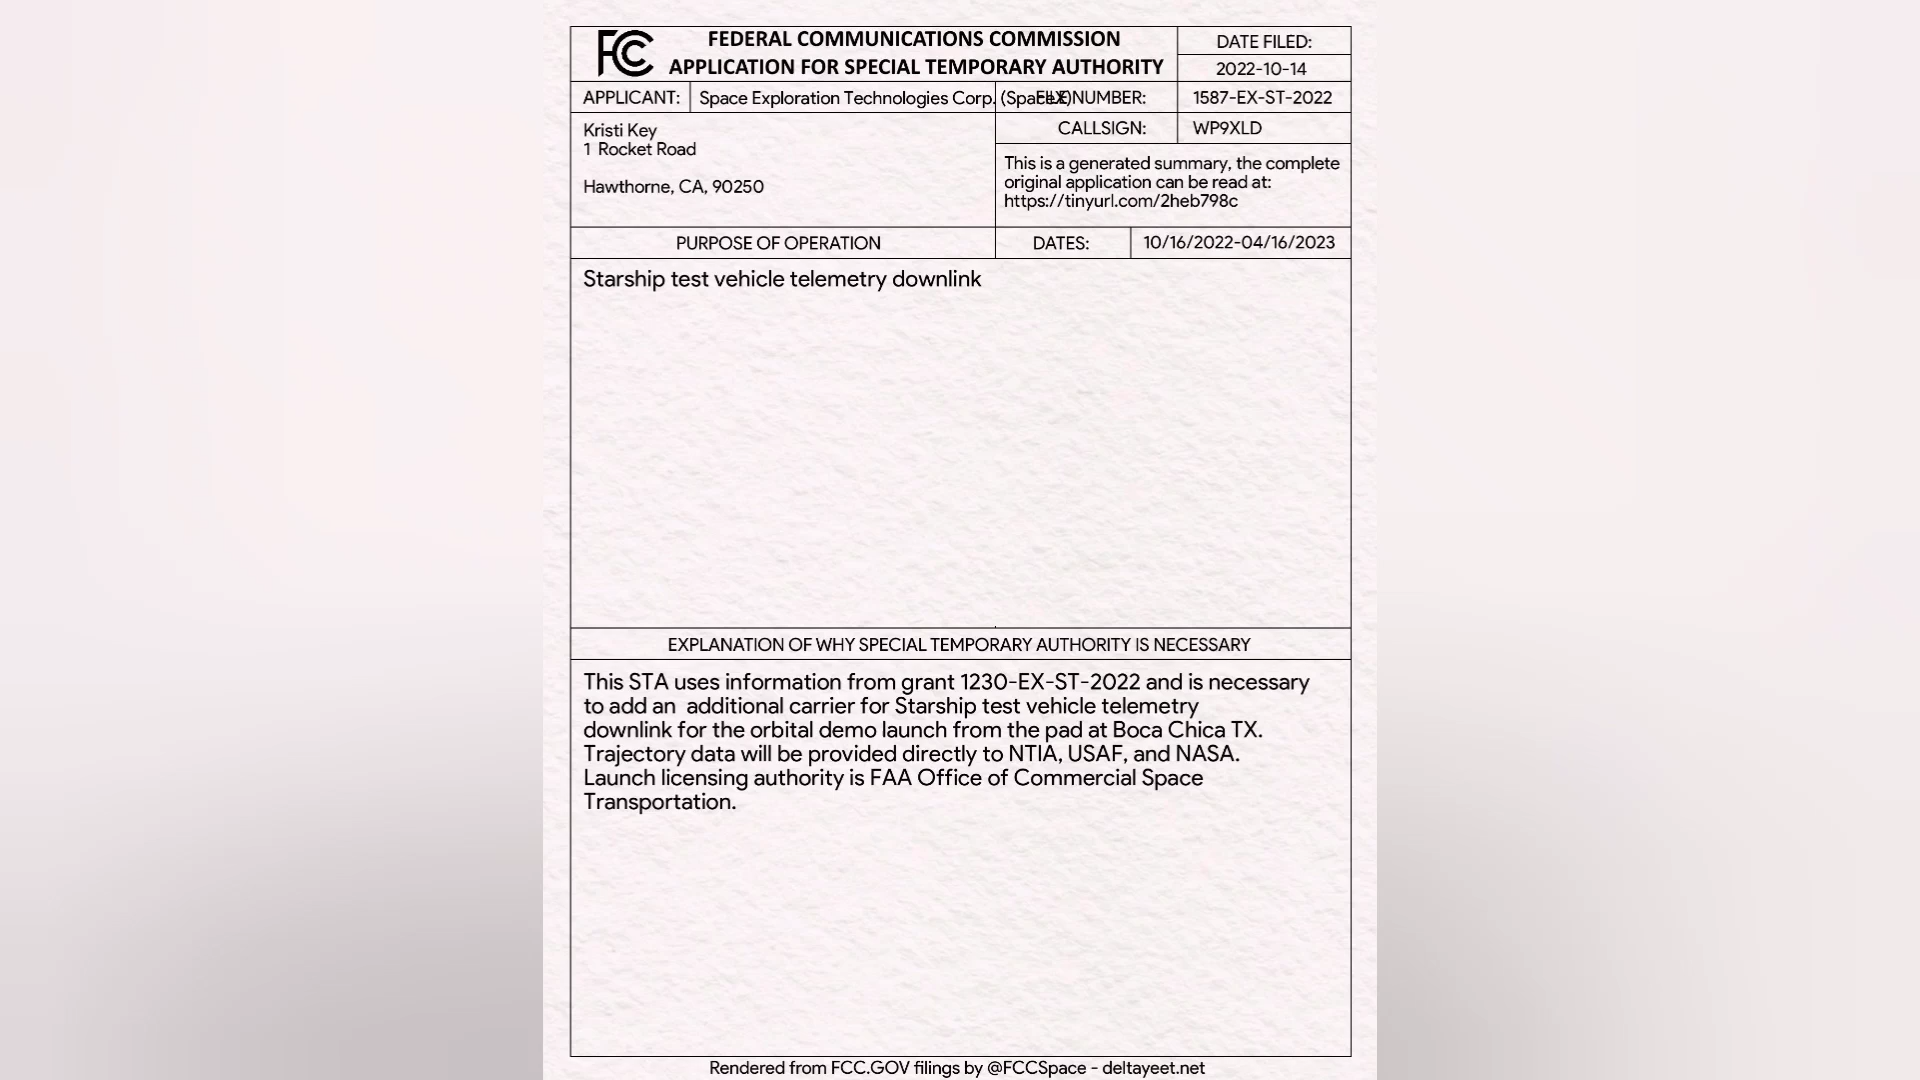 FCC
FEDERAL COMMUNICATIONS COMMISSION
APPLICATION FOR SPECIAL TEMPORARY AUTHORITY
DATE FILED:
2022-10-14
APPLICANT:
Space Exploration Technologies Corp. (SpaceX)
FILE NUMBER:
1587-EX-ST-2022
Kristi Key
1 Rocket Road
Hawthorne, CA, 90250
CALLSIGN:
WP9XLD
This is a generated summary, the complete
original application can be read at:
https://tinyurl.com/2heb798c
PURPOSE OF OPERATION
DATES:
10/16/2022-04/16/2023
Starship test vehicle telemetry downlink
EXPLANATION OF WHY SPECIAL TEMPORARY AUTHORITY IS NECESSARY
This STA uses information from grant 1230-EX-ST-2022 and is necessary
to add an  additional carrier for Starship test vehicle telemetry
downlink for the orbital demo launch from the pad at Boca Chica TX.
Trajectory data will be provided directly to NTIA, USAF, and NASA.
Launch licensing authority is FAA Office of Commercial Space
Transportation.
Rendered from FCC.GOV filings by @FCCSpace - deltayeet.net